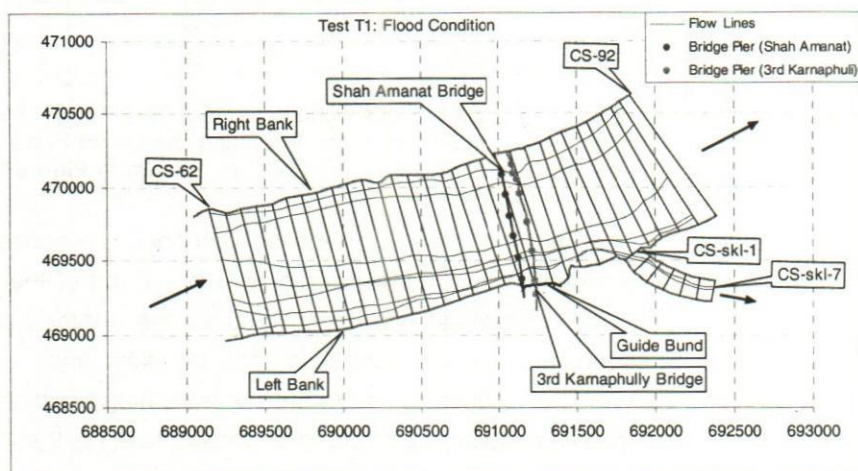 Test T1: Flood Condition
Flow Lines
Bridge Pier (Shah Amanat)
Bridge Pier (3rd Karnaphuli)
CS-92
Shah Amanat Bridge
Right Bank
CS-62
CS-skl-1
CS-skl-7
Guide Bund
3rd Karnaphully Bridge
Left Bank
471000
470500
470000
469500
469000
468500
688500 689000 689500 690000 690500 691000 691500 692000 692500 693000